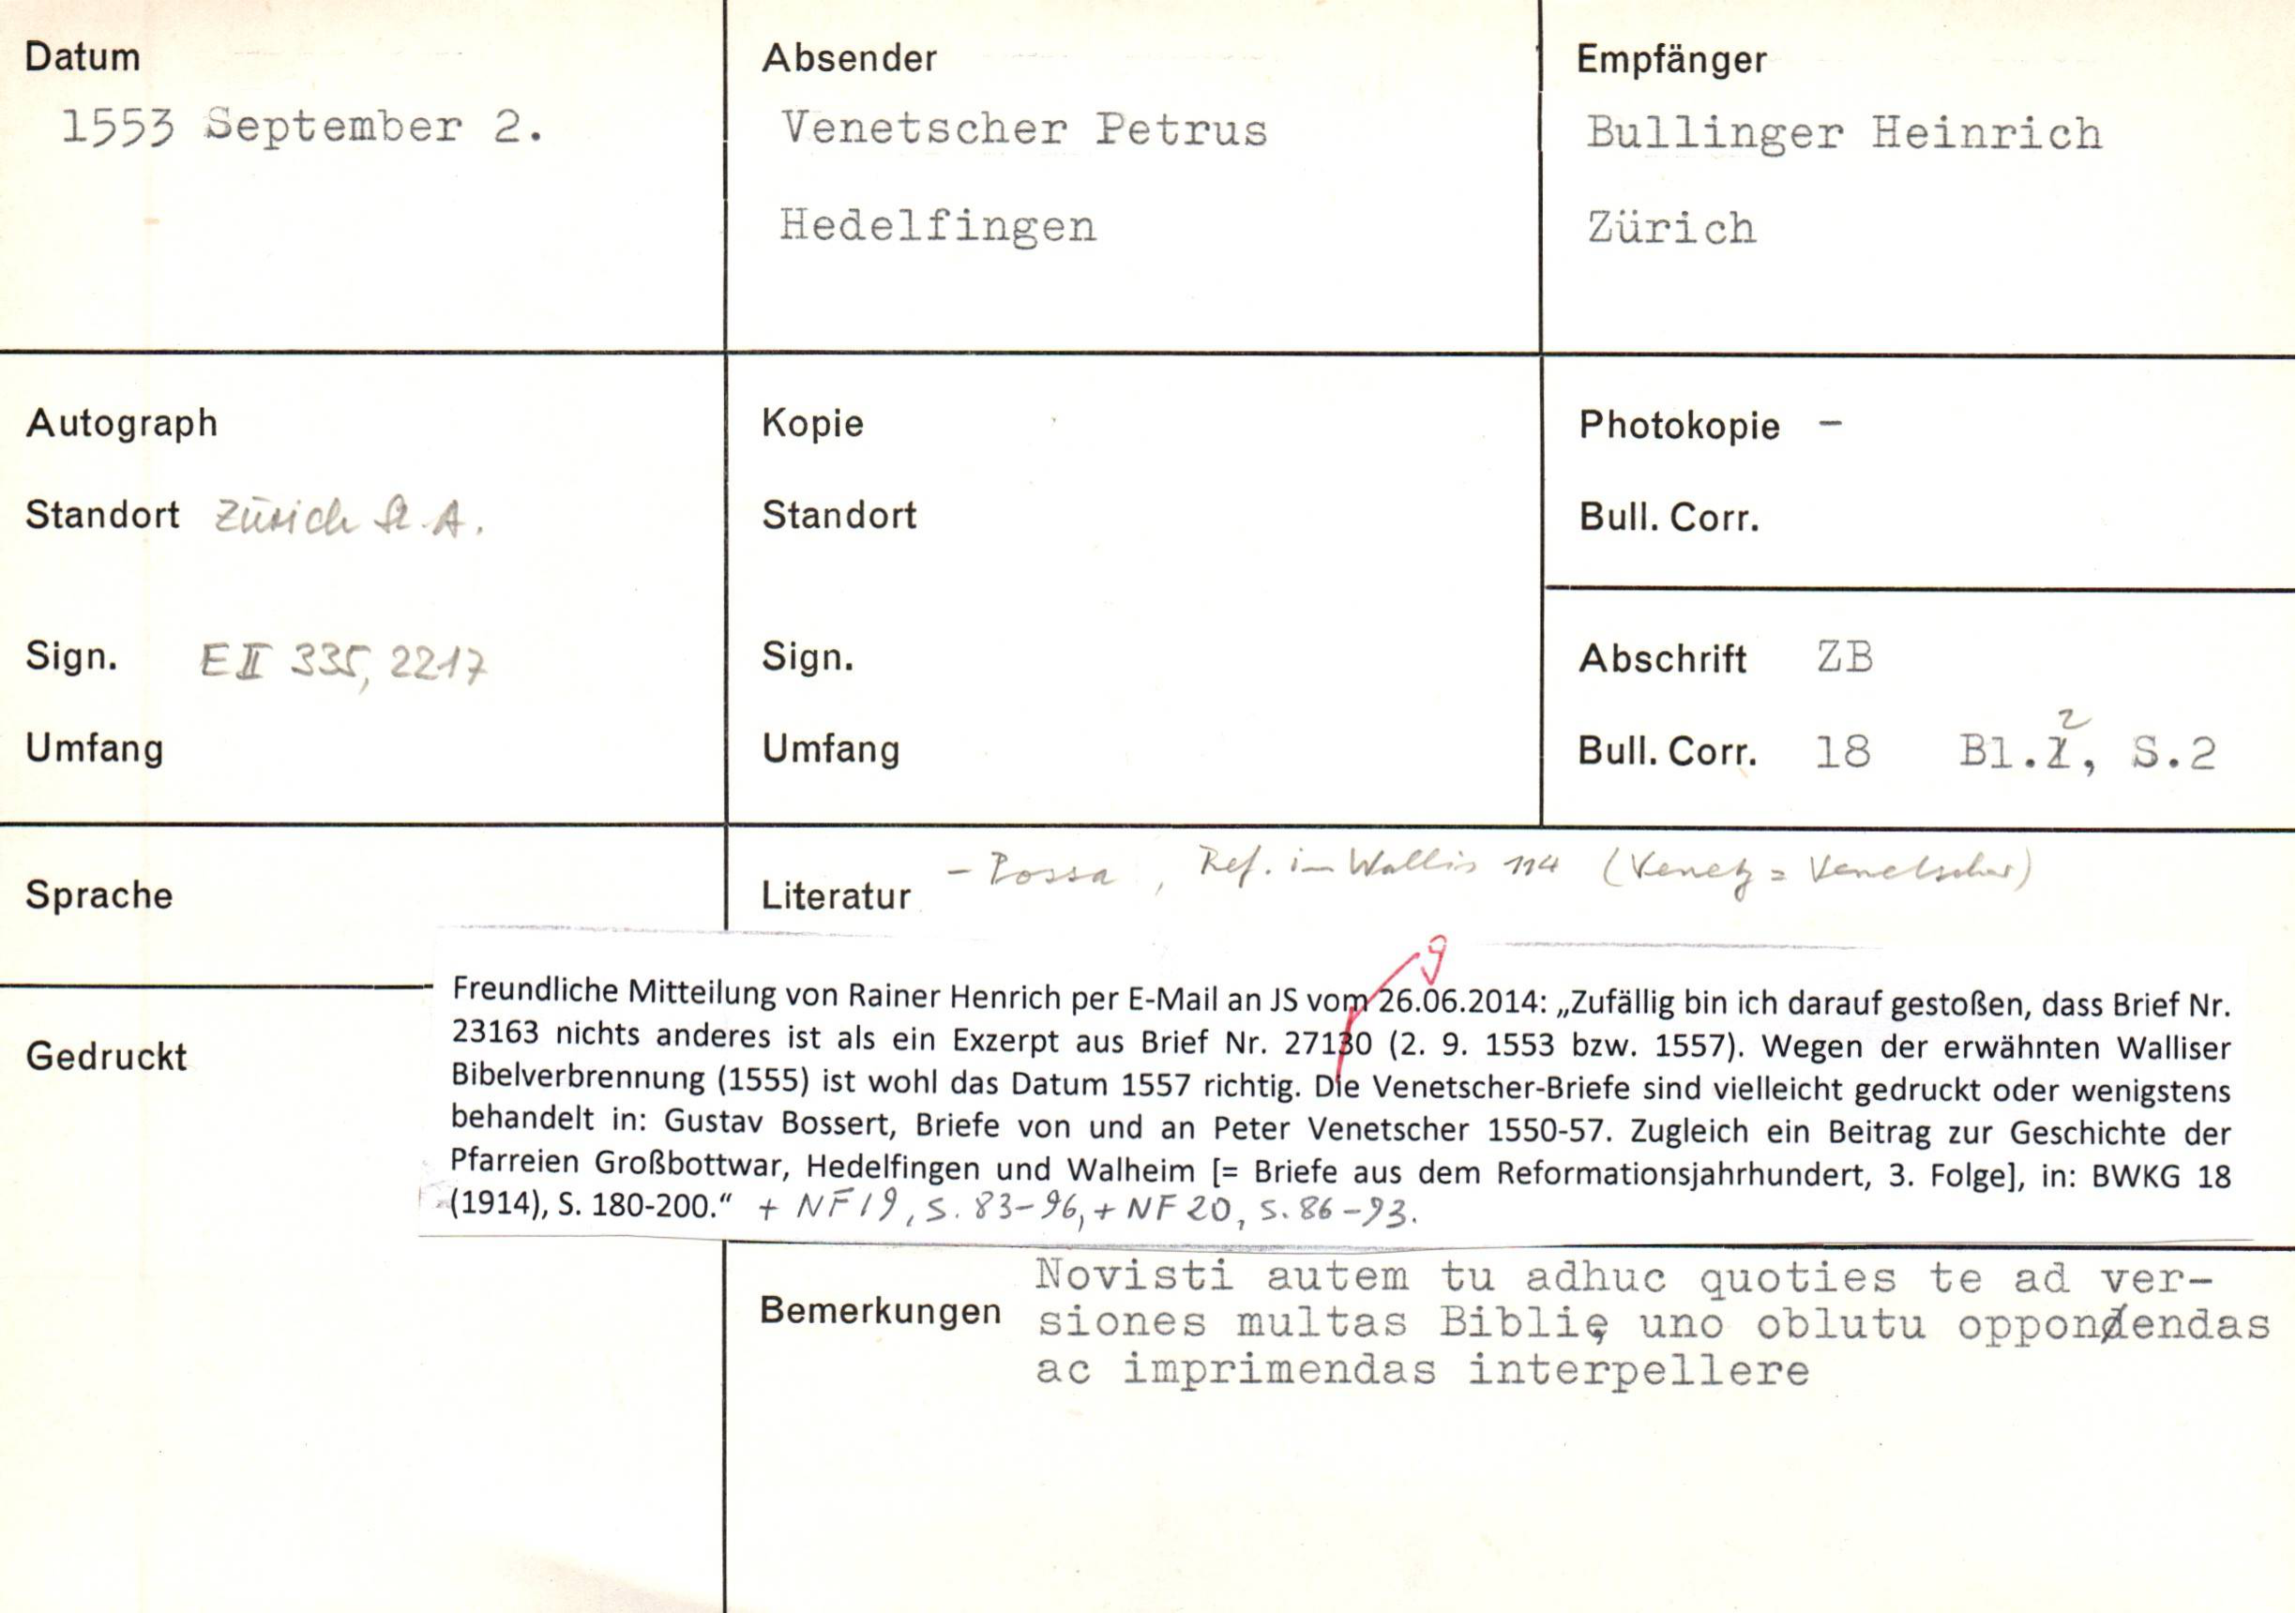 Datum
1553 September 2.
Absender
Venetscher Petrus
Hedelfingen
Empfänger
Bullinger Heinrich
Zürich
Autograph
Standort Zürich St. A.
Sign. E II 335, 2217
Umfang
Kopie
Standort
Sign.
Umfang
Photokopie -
Bull. Corr.
Abschrift ZB
2
Bull. Corr. 18 Bl.1, S.2
Sprache
Literatur - Possa, Ref. im Wallis 114 (Venetz = Venetscher)
9
Freundliche Mitteilung von Rainer Henrich per E-Mail an JS vom 26.06.2014: „Zufällig bin ich darauf gestoßen, dass Brief Nr.
23163 nichts anderes ist als ein Exzerpt aus Brief Nr. 27130 (2. 9. 1553 bzw. 1557). Wegen der erwähnten Walliser
Bibelverbrennung (1555) ist wohl das Datum 1557 richtig. Die Venetscher-Briefe sind vielleicht gedruckt oder wenigstens
behandelt in: Gustav Bossert, Briefe von und an Peter Venetscher 1550-57. Zugleich ein Beitrag zur Geschichte der
Pfarreien Großbottwar, Hedelfingen und Walheim [= Briefe aus dem Reformationsjahrhundert, 3. Folge], in: BWKG 18
(1914), S. 180-200.“ + NF 19, S. 83-96, + NF 20, S. 86-93.
Gedruckt
Bemerkungen
Novisti autem tu adhuc quoties te ad ver-
siones multas Biblię uno oblutu oppondendas
ac imprimendas interpellere